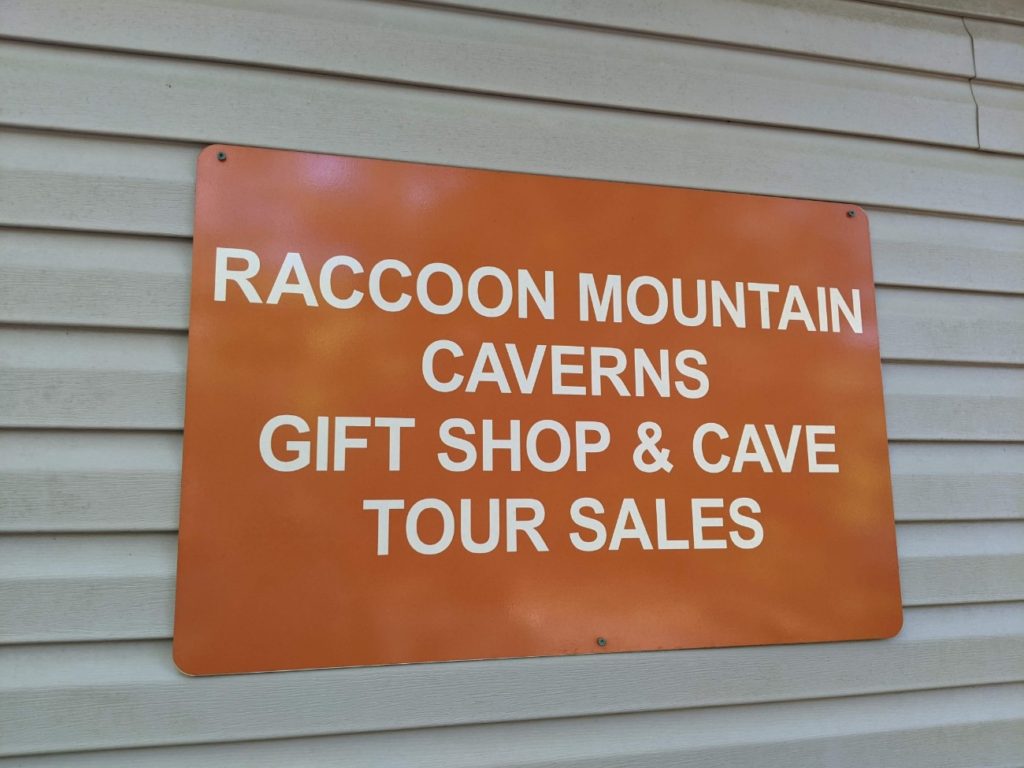 RACCOON MOUNTAIN
CAVERNS
GIFT SHOP & CAVE
TOUR SALES